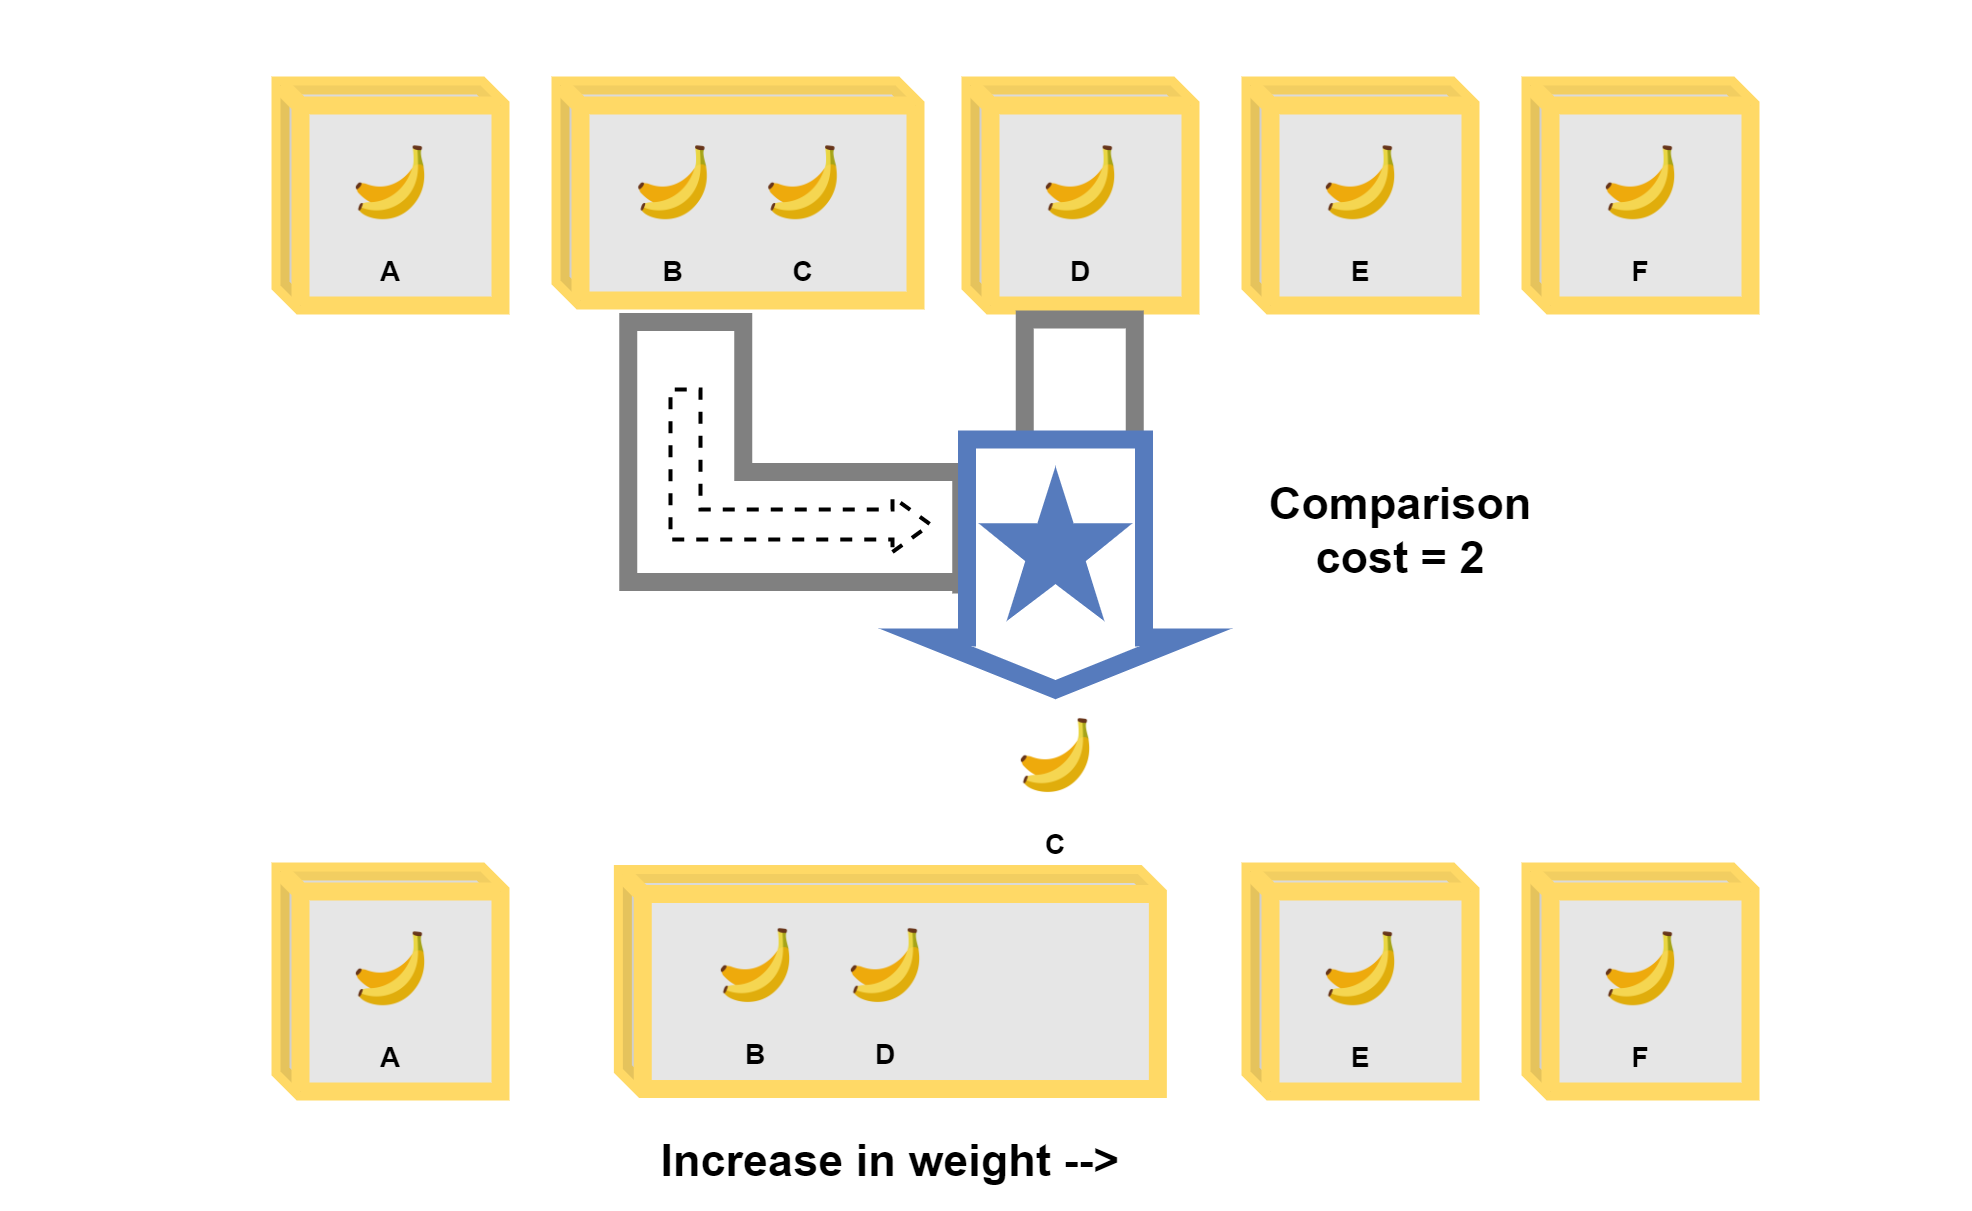 A
B C
D
E
F
Comparison
cost = 2
C
A
B D
E
F
Increase in weight -->